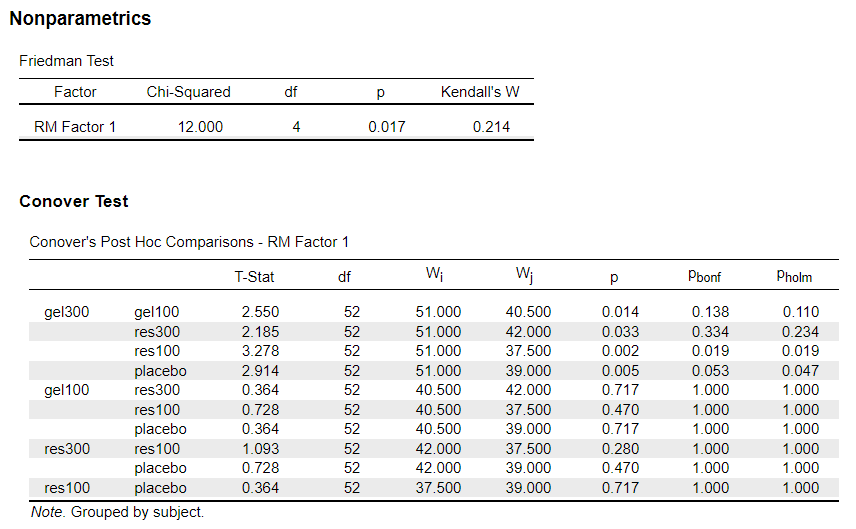 Nonparametrics
Friedman Test
Factor Chi-Squared df p Kendall's W
RM Factor 1 12.000 4 0.017 0.214
Conover Test
Conover's Post Hoc Comparisons - RM Factor 1
T-Stat df Wi Wj p pbonf pholm
gel300 gel100 2.550 52 51.000 40.500 0.014 0.138 0.110
res300 2.185 52 51.000 42.000 0.033 0.334 0.234
res100 3.278 52 51.000 37.500 0.002 0.019 0.019
placebo 2.914 52 51.000 39.000 0.005 0.053 0.047
gel100 res300 0.364 52 40.500 42.000 0.717 1.000 1.000
res100 0.728 52 40.500 37.500 0.470 1.000 1.000
placebo 0.364 52 40.500 39.000 0.717 1.000 1.000
res300 res100 1.093 52 42.000 37.500 0.280 1.000 1.000
placebo 0.728 52 42.000 39.000 0.470 1.000 1.000
res100 placebo 0.364 52 37.500 39.000 0.717 1.000 1.000
Note. Grouped by subject.